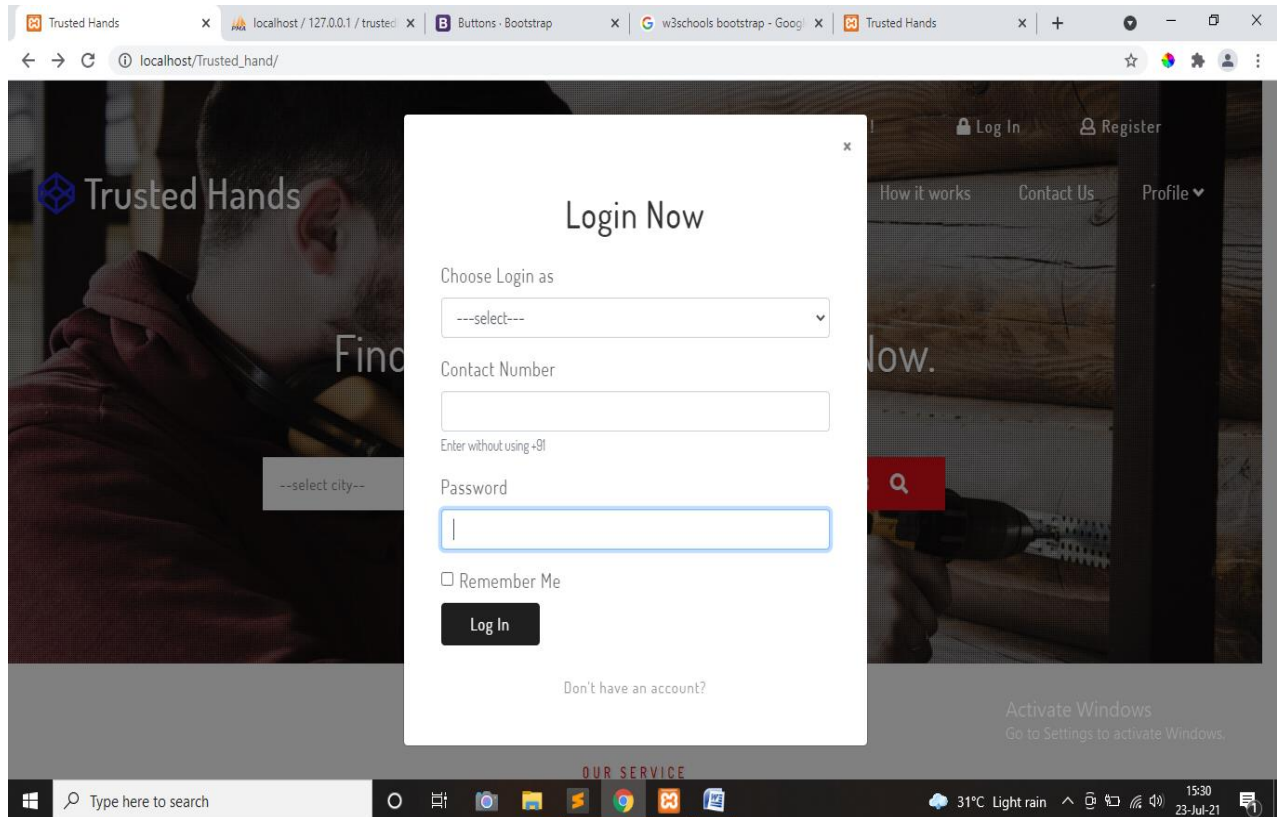 Trusted Hands
localhost / 127.0.0.1 / trusted
Buttons · Bootstrap
w3schools bootstrap - Googl
Trusted Hands
localhost/Trusted_hand/
!
Log In
Register
Trusted Hands
How it works
Contact Us
Profile
x
Login Now
Choose Login as
---select---
Contact Number
Enter without using +91
Find
Now.
--select city--
Password
Remember Me
Log In
Don't have an account?
Activate Windows
Go to Settings to activate Windows.
OUR SERVICE
Type here to search
31°C Light rain
15:30
23-Jul-21
1